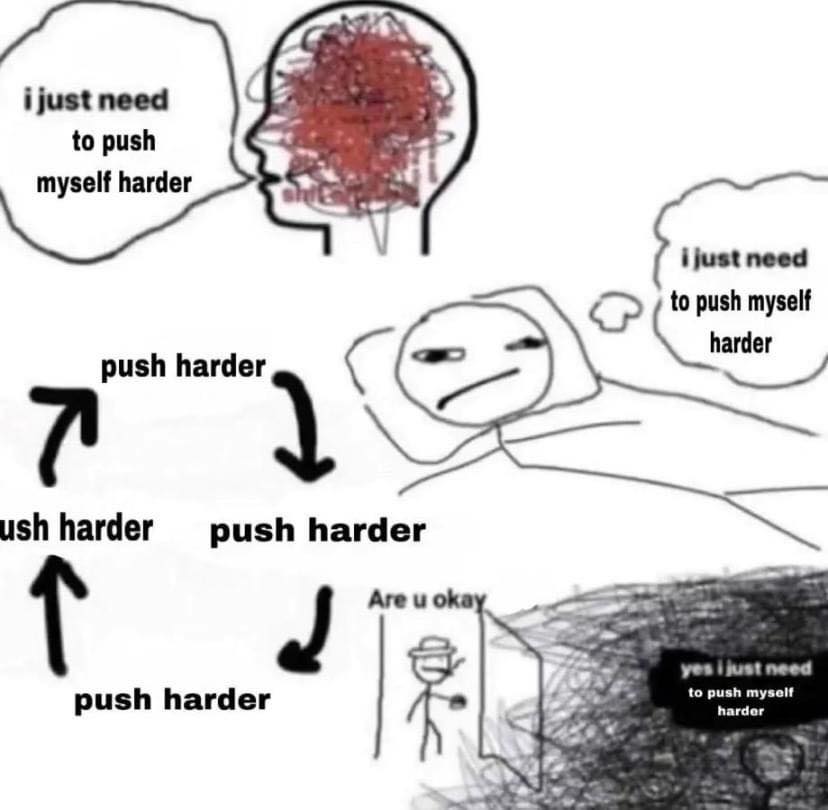 i just need
to push
myself harder
i just need
to push myself
harder
push harder
ush harder
push harder
push harder
Are u okay
yes i just need
to push myself
harder